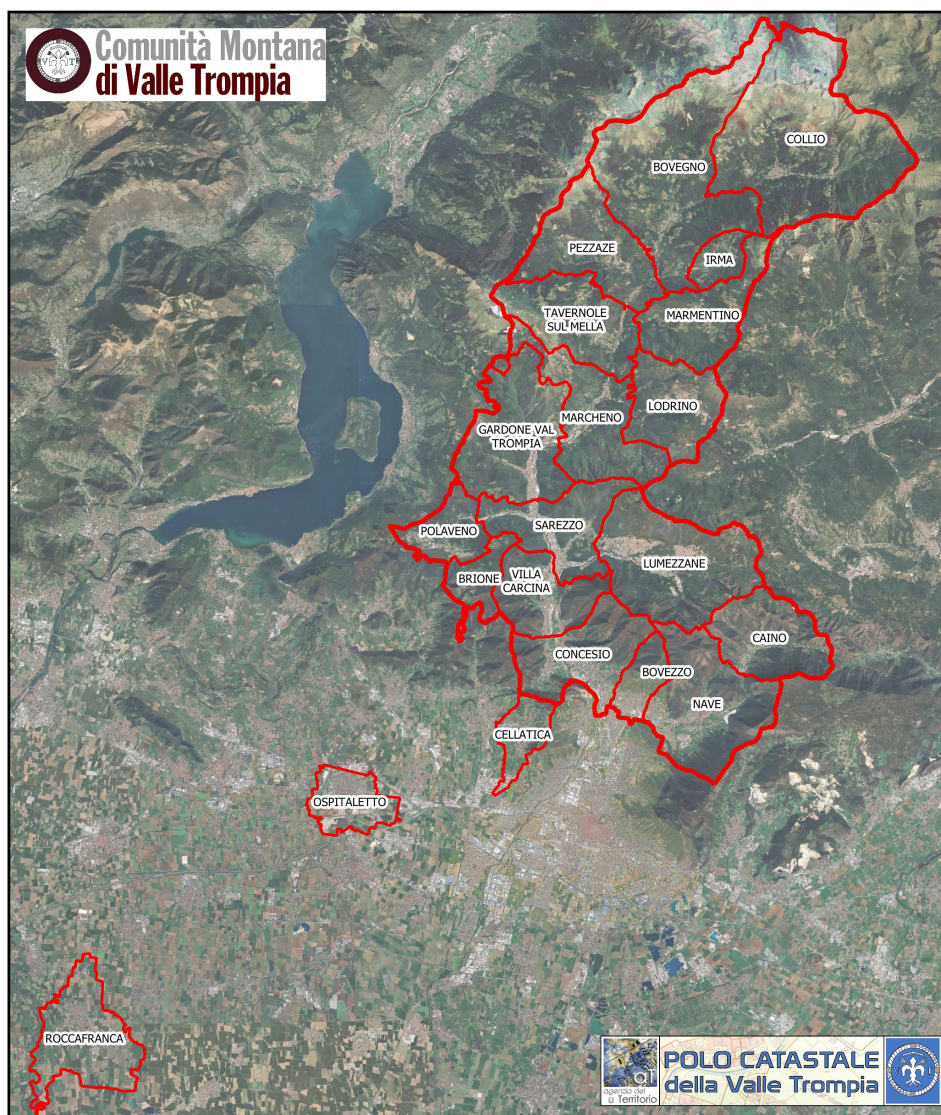 Comunità Montana
di Valle Trompia
COLLIO
BOVEGNO
PEZZAZE
IRMA
TAVERNOLE
SUL MELLA
MARMENTINO
LODRINO
MARCHENO
GARDONE VAL
TROMPIA
SAREZZO
POLAVENO
LUMEZZANE
BRIONE
VILLA
CARCINA
CAINO
CONCESIO
BOVEZZO
NAVE
CELLATICA
OSPITALETTO
ROCCAFRANCA
aT
agenzia del
Territorio
POLO CATASTALE
della Valle Trompia